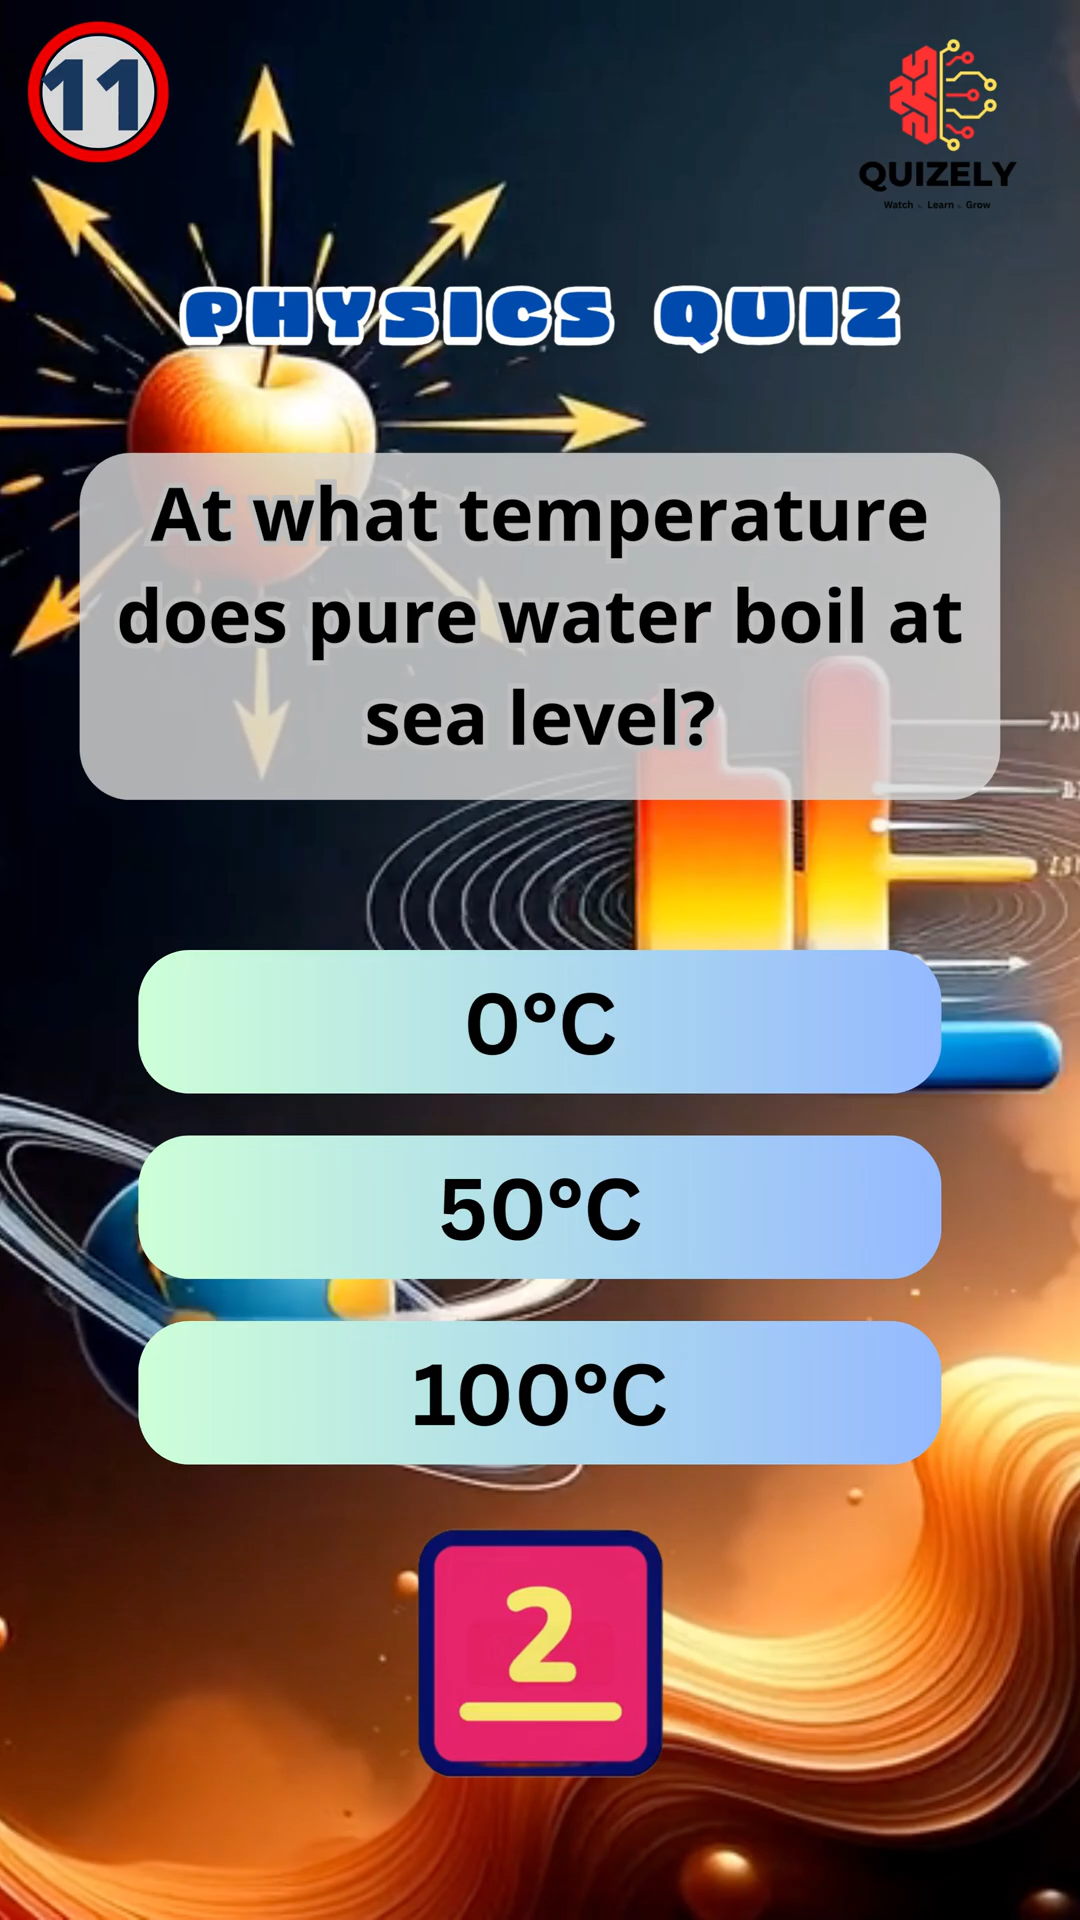 11
QUIZELY
Watch Learn Grow
PHYSICS QUIZ
At what temperature
does pure water boil at
sea level?
0°C
50°C
100°C
2